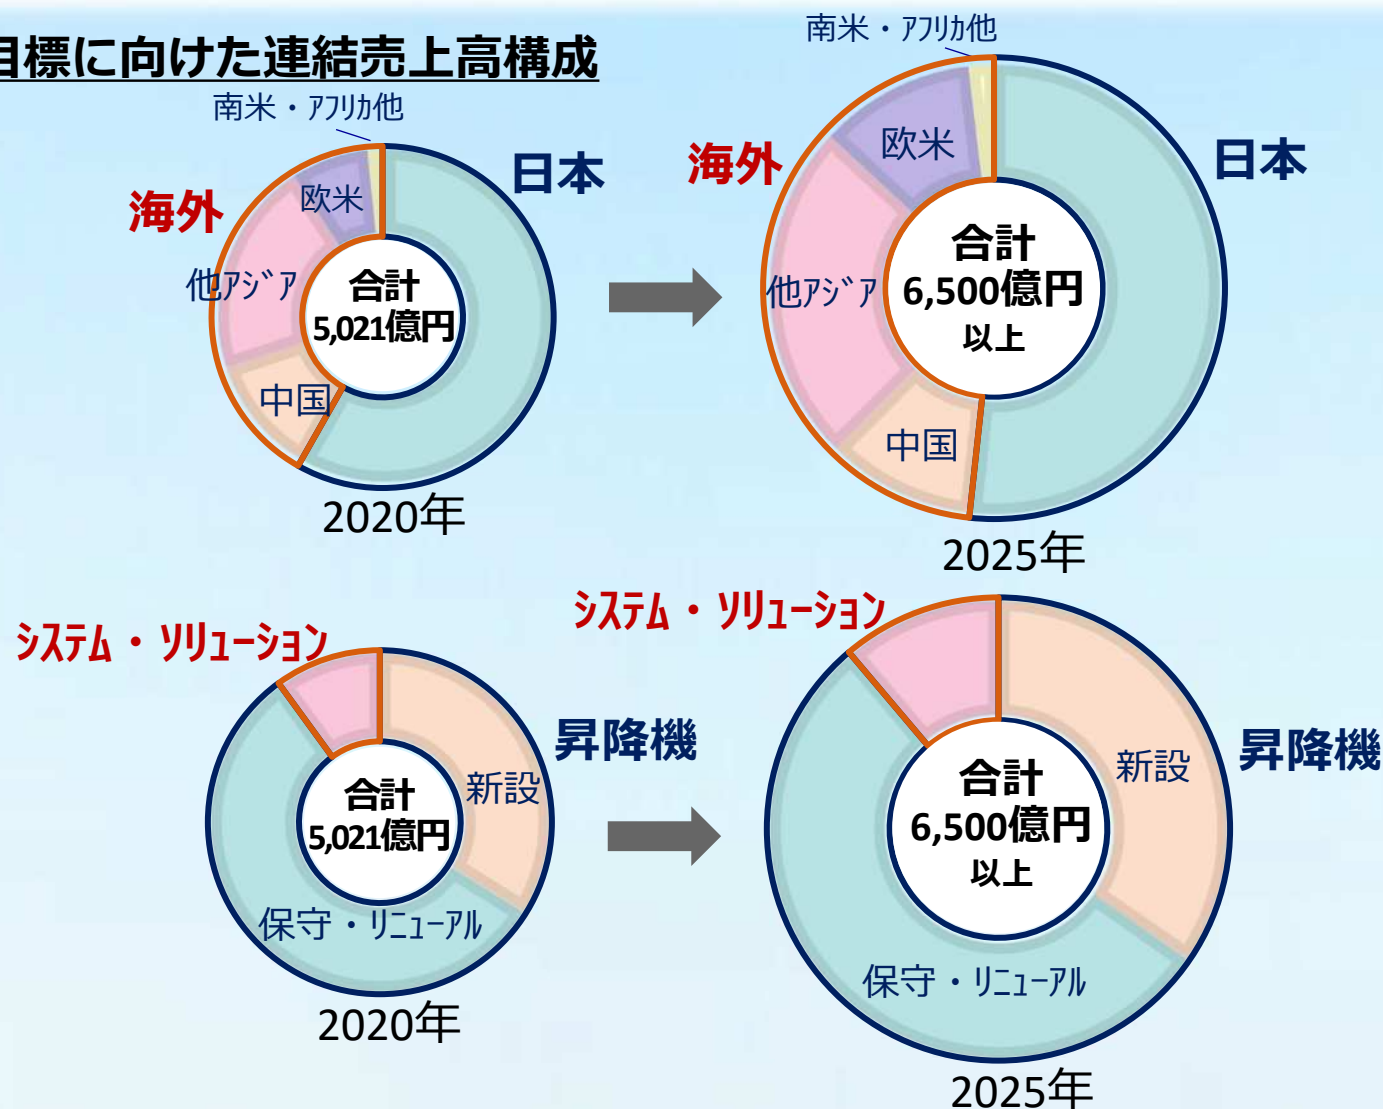 目標に向けた連結売上高構成
南米・ｱﾌﾘｶ他
海外
欧米
日本
他ｱｼﾞｱ
合計
5,021億円
中国
2020年
南米・ｱﾌﾘｶ他
海外
欧米
日本
他ｱｼﾞｱ
合計
6,500億円
以上
中国
2025年
ｼｽﾃﾑ・ｿﾘｭｰｼｮﾝ
昇降機
新設
合計
5,021億円
保守・ﾘﾆｭｰｱﾙ
2020年
ｼｽﾃﾑ・ｿﾘｭｰｼｮﾝ
昇降機
新設
合計
6,500億円
以上
保守・ﾘﾆｭｰｱﾙ
2025年